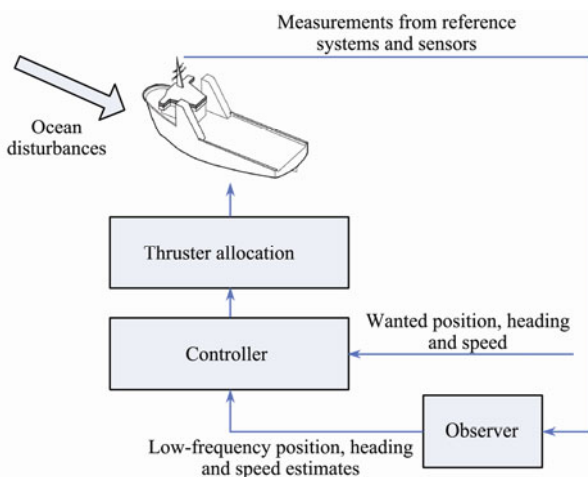 Measurements from reference
systems and sensors
Ocean
disturbances
Thruster allocation
Wanted position, heading
and speed
Controller
Observer
Low-frequency position, heading
and speed estimates